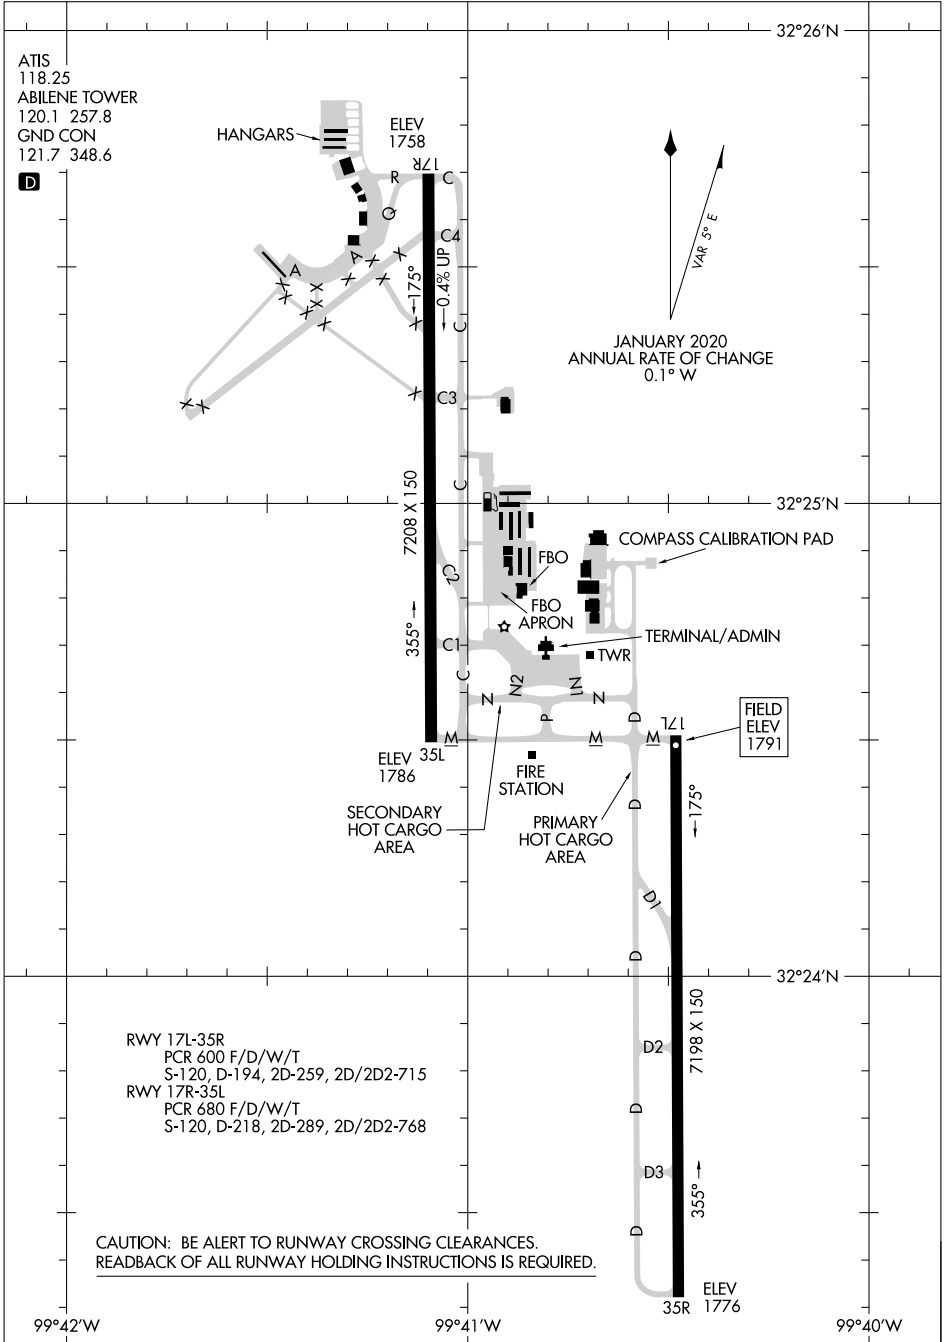 32°26'N
ATIS
118.25
ABILENE TOWER
120.1 257.8
GND CON
121.7 348.6
D
HANGARS
ELEV
1758
17R
R
C
Q
C4
A
A
X
X
X
X
X
X
X
X
X
X
X
X
X
X
175°
0.4% UP
C
VAR 5° E
JANUARY 2020
ANNUAL RATE OF CHANGE
0.1° W
C3
C
7208 X 150
32°25'N
COMPASS CALIBRATION PAD
FBO
C2
FBO
APRON
355°
C1
TERMINAL/ADMIN
TWR
C
N
N2
N1
N
P
D
17L
FIELD
ELEV
1791
M
M
M
ELEV
1786
35L
FIRE
STATION
SECONDARY
HOT CARGO
AREA
PRIMARY
HOT CARGO
AREA
D
175°
D1
D
32°24'N
7198 X 150
RWY 17L-35R
PCR 600 F/D/W/T
S-120, D-194, 2D-259, 2D/2D2-715
RWY 17R-35L
PCR 680 F/D/W/T
S-120, D-218, 2D-289, 2D/2D2-768
D2
D
D3
355°
D
CAUTION: BE ALERT TO RUNWAY CROSSING CLEARANCES.
READBACK OF ALL RUNWAY HOLDING INSTRUCTIONS IS REQUIRED.
35R
ELEV
1776
99°42'W
99°41'W
99°40'W